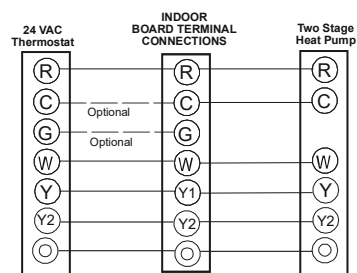 24 VAC
Thermostat
INDOOR
BOARD TERMINAL
CONNECTIONS
Two Stage
Heat Pump
R R R
C Optional C C
G Optional G
W W W
Y Y1 Y
Y2 Y2 Y2
O O O